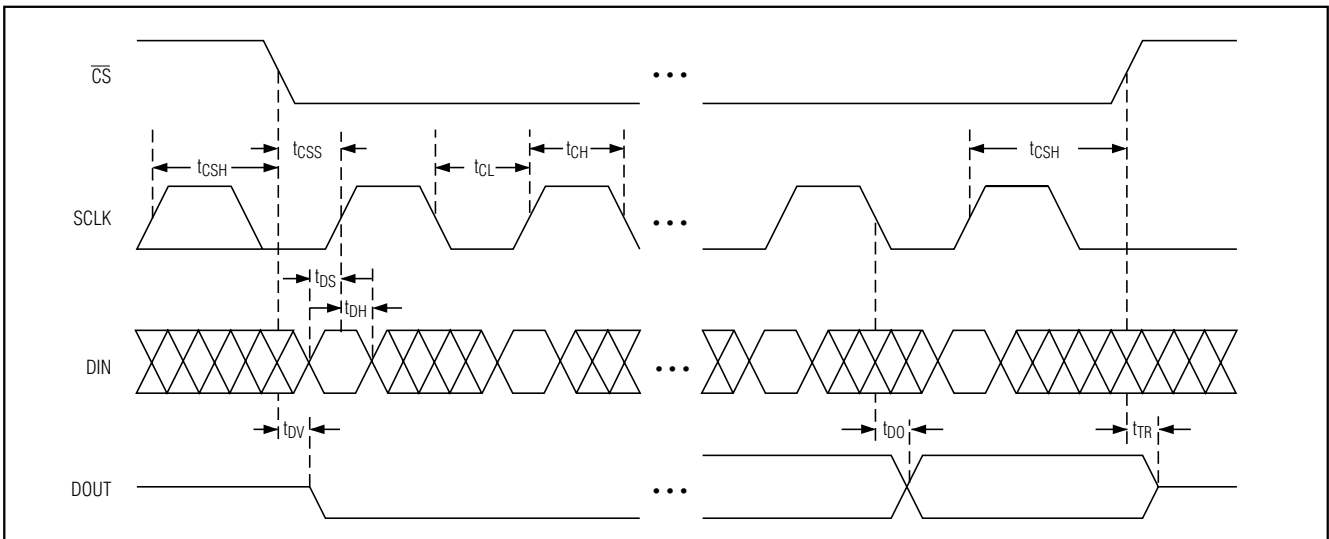 CS
tCSS
tCH
tCSH
tCL
tCSH
SCLK
tDS
tDH
DIN
tDV
tDO
tTR
DOUT